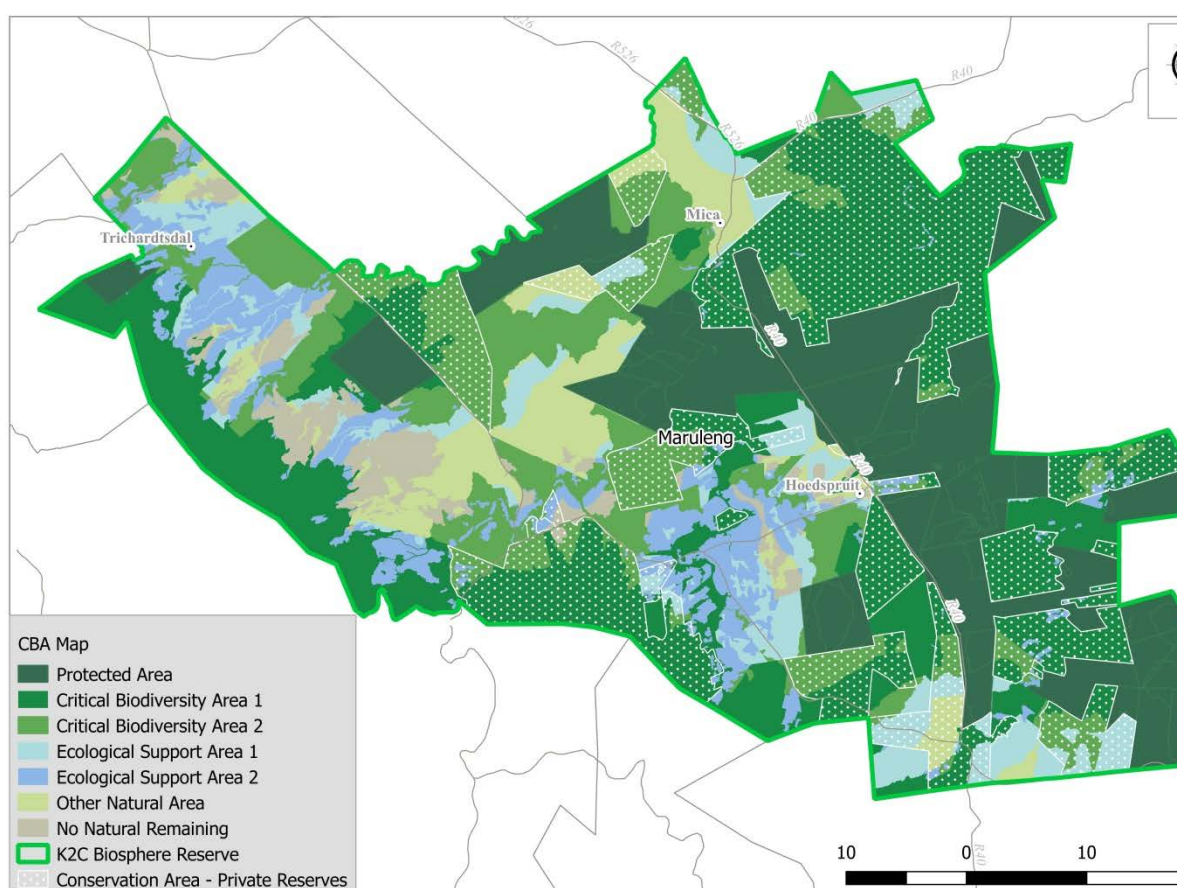 R526
R526
R40
R526
R40
Mica
Trichardtsdal
R40
Maruleng
R40
Hoedspruit
R40
CBA Map
Protected Area
Critical Biodiversity Area 1
Critical Biodiversity Area 2
Ecological Support Area 1
Ecological Support Area 2
Other Natural Area
No Natural Remaining
K2C Biosphere Reserve
Conservation Area - Private Reserves
10 0 10
R40